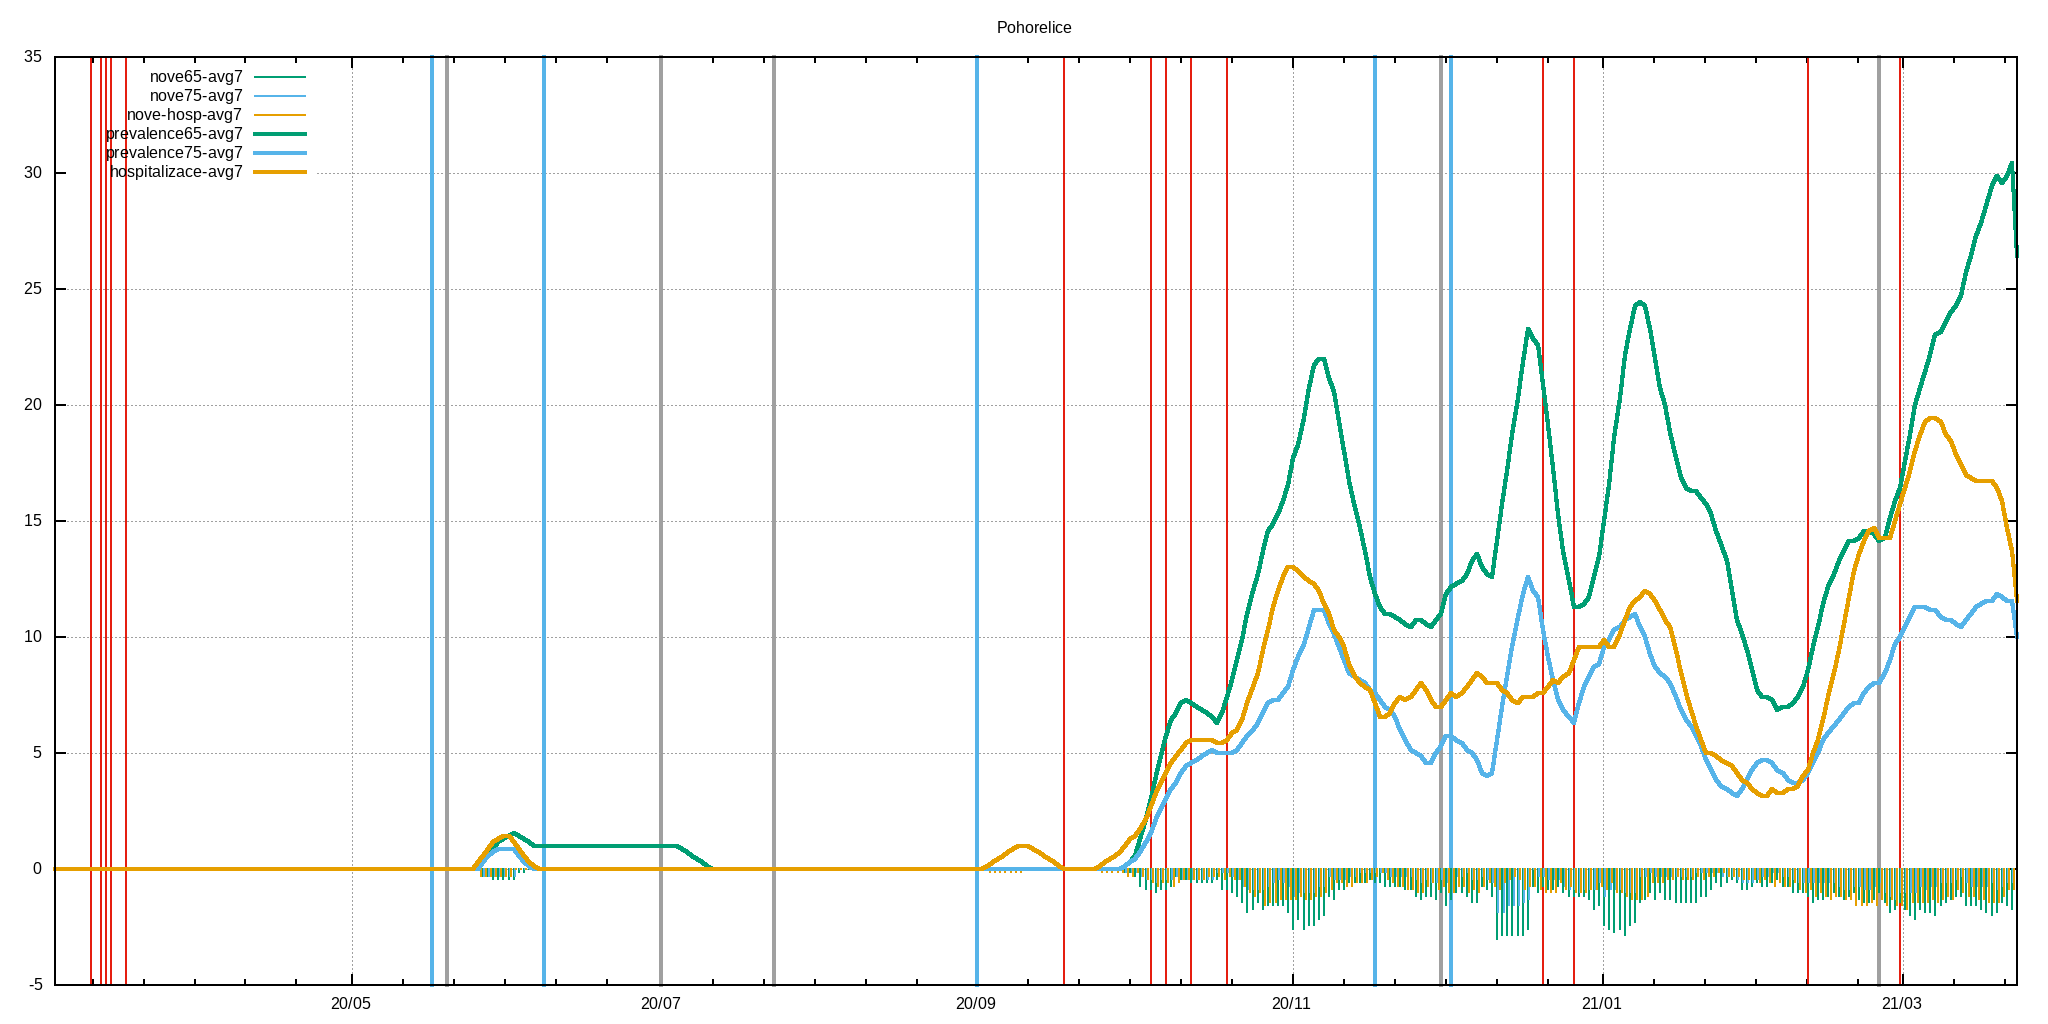 Pohorelice
35
nove65-avg7
nove75-avg7
nove-hosp-avg7
prevalence65-avg7
prevalence75-avg7
hospitalizace-avg7
30
25
20
15
10
5
0
-5
20/05 20/07 20/09 20/11 21/01 21/03